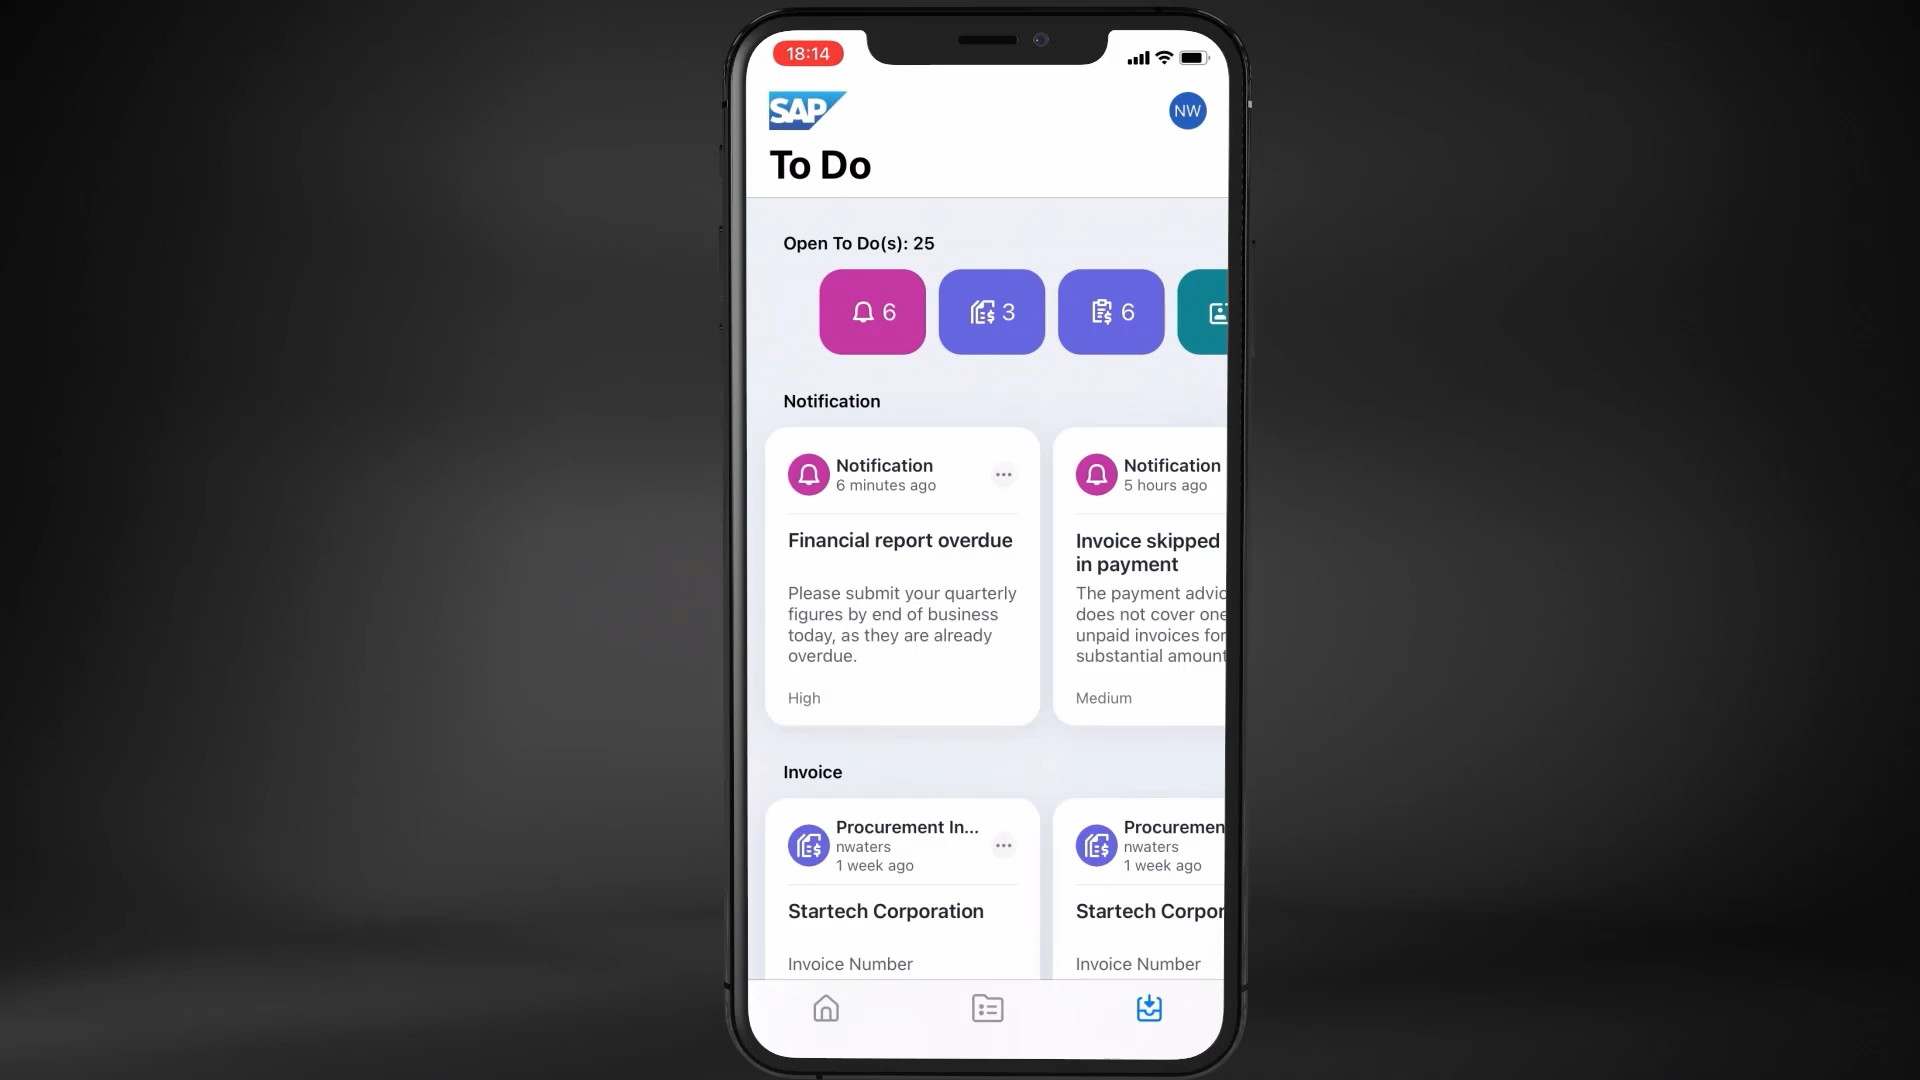 18:14
SAP
NW
To Do
Open To Do(s): 25
6
3
6
Notification
Notification
6 minutes ago
Financial report overdue
Please submit your quarterly
figures by end of business
today, as they are already
overdue.
High
Notification
5 hours ago
Invoice skipped
in payment
The payment advic
does not cover one
unpaid invoices for
substantial amount
Medium
Invoice
Procurement In...
nwaters
1 week ago
Startech Corporation
Invoice Number
Procuremen
nwaters
1 week ago
Startech Corpor
Invoice Number